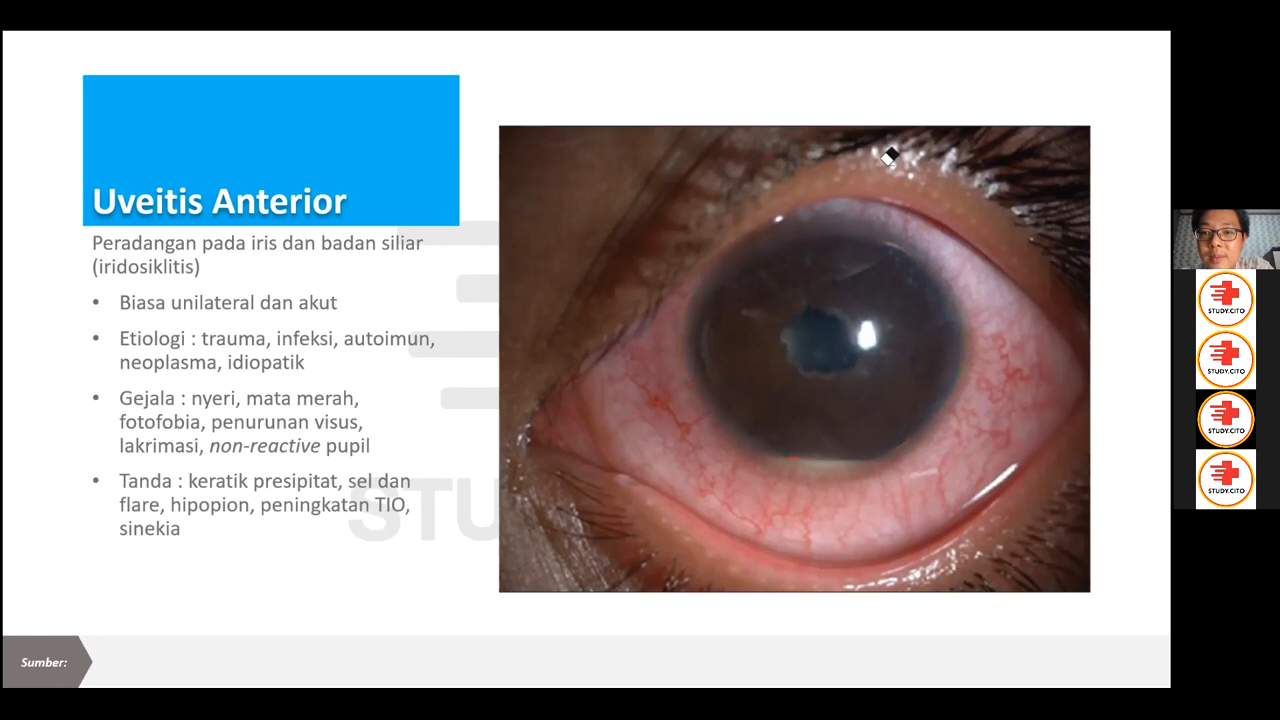 Uveitis Anterior
Peradangan pada iris dan badan siliar
(iridosiklitis)
• Biasa unilateral dan akut
• Etiologi : trauma, infeksi, autoimun,
neoplasma, idiopatik
• Gejala : nyeri, mata merah,
fotofobia, penurunan visus,
lakrimasi, non-reactive pupil
• Tanda : keratik presipitat, sel dan
flare, hipopion, peningkatan TIO,
sinekia
STU
Sumber:
STUDY.CITO
STUDY.CITO
STUDY.CITO
STUDY.CITO